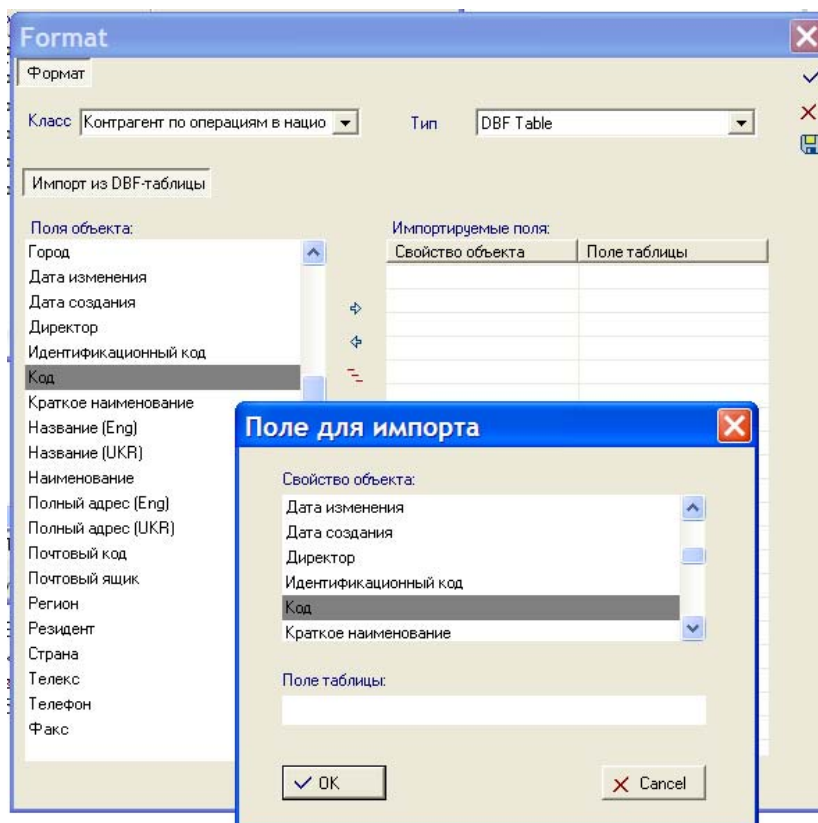 Format
Формат
Класс Контрагент по операциям в нацио Тип DBF Table
Импорт из DBF-таблицы
Поля объекта:
Город
Дата изменения
Дата создания
Директор
Идентификационный код
Код
Краткое наименование
Название (Eng)
Название (UKR)
Наименование
Полный адрес (Eng)
Полный адрес (UKR)
Почтовый код
Почтовый ящик
Регион
Резидент
Страна
Телекс
Телефон
Факс
Импортируемые поля:
Свойство объекта Поле таблицы
Поле для импорта
Свойство объекта:
Дата изменения
Дата создания
Директор
Идентификационный код
Код
Краткое наименование
Поле таблицы:
OK Cancel